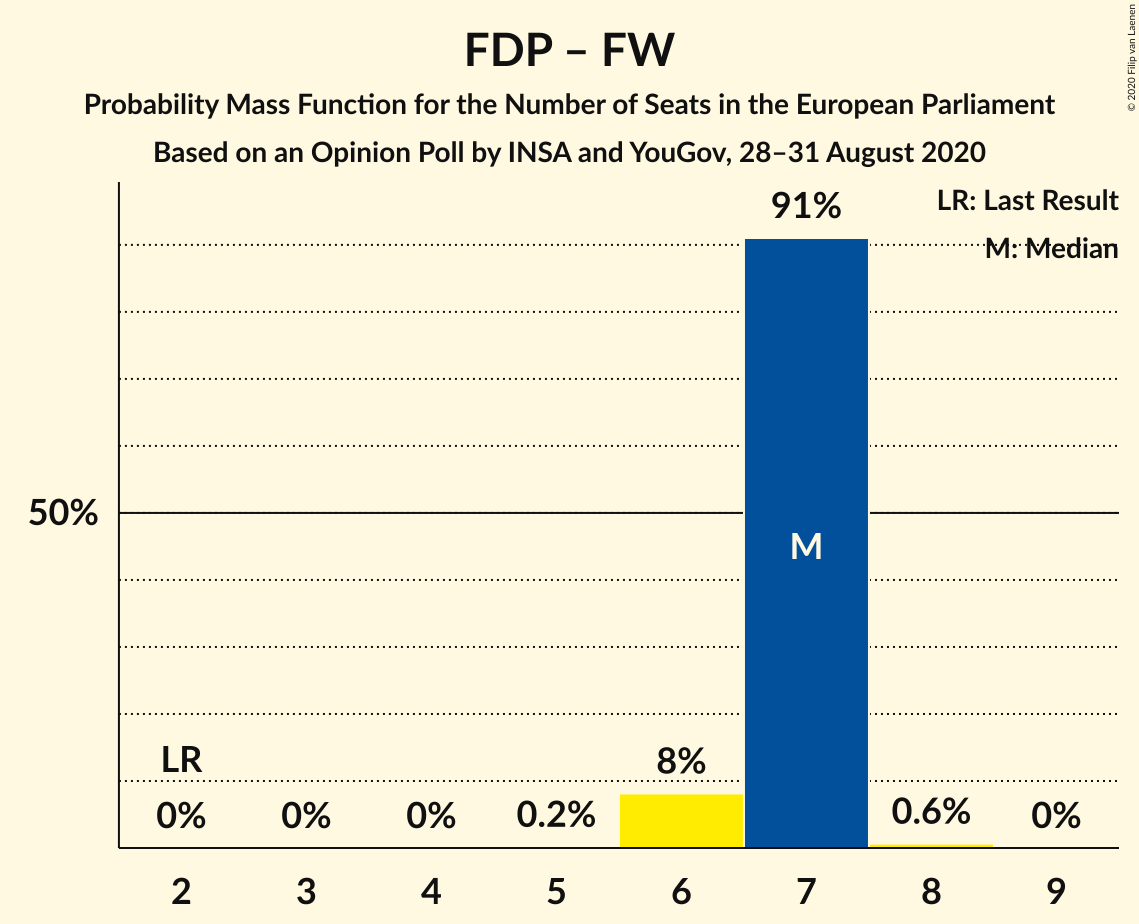 FDP – FW
Probability Mass Function for the Number of Seats in the European Parliament
Based on an Opinion Poll by INSA and YouGov, 28–31 August 2020
© 2020 Filip van Laenen
LR: Last Result
M: Median
91%
50%
M
LR
8%
0% 0% 0% 0.2% 0.6% 0%
2 3 4 5 6 7 8 9